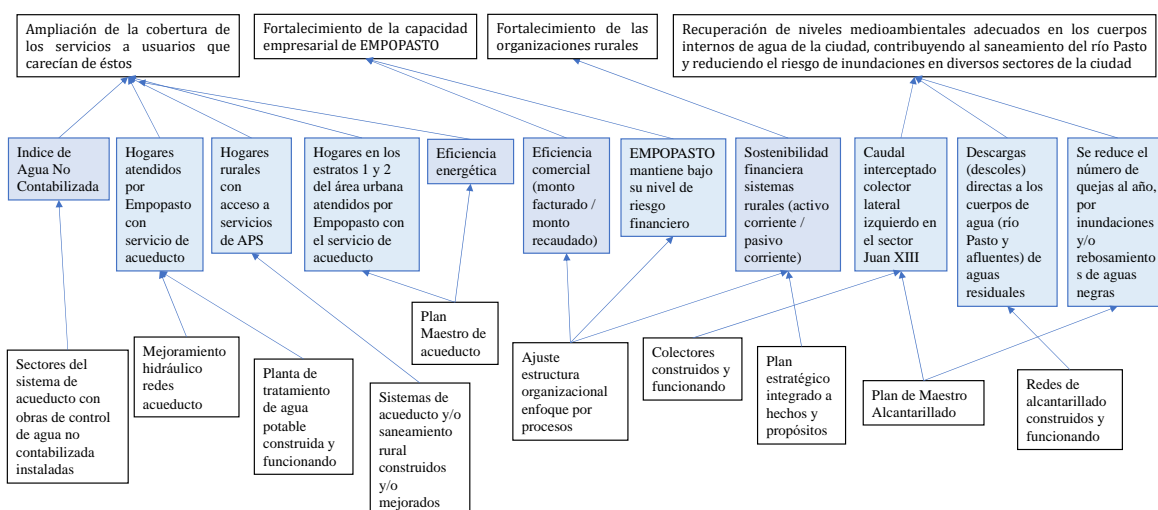 Ampliación de la cobertura de
los servicios a usuarios que
carecían de éstos
Fortalecimiento de la capacidad
empresarial de EMPOPASTO
Fortalecimiento de las
organizaciones rurales
Recuperación de niveles medioambientales adecuados en los cuerpos
internos de agua de la ciudad, contribuyendo al saneamiento del río Pasto
y reduciendo el riesgo de inundaciones en diversos sectores de la ciudad
Indice de
Agua No
Contabilizada
Hogares
atendidos
por
Empopasto
con
servicio de
acueducto
Hogares
rurales
con
acceso a
servicios
de APS
Hogares en los
estratos 1 y 2
del área urbana
atendidos por
Empopasto con
el servicio de
acueducto
Eficiencia
energética
Eficiencia
comercial
(monto
facturado /
monto
recaudado)
EMPOPASTO
mantiene bajo
su nivel de
riesgo
financiero
Sostenibilidad
financiera
sistemas
rurales (activo
corriente /
pasivo
corriente)
Caudal
interceptado
colector
lateral
izquierdo en
el sector
Juan XIII
Descargas
(descoles)
directas a los
cuerpos de
agua (río
Pasto y
afluentes) de
aguas
residuales
Se reduce el
número de
quejas al año,
por
inundaciones
y/o
rebosamiento
s de aguas
negras
Sectores del
sistema de
acueducto con
obras de control
de agua no
contabilizada
instaladas
Mejoramiento
hidráulico
redes
acueducto
Planta de
tratamiento
de agua
potable
construida y
funcionando
Sistemas de
acueducto y/o
saneamiento
rural
construidos
y/o
mejorados
Plan
Maestro de
acueducto
Ajuste
estructura
organizacional
enfoque por
procesos
Colectores
construidos y
funcionando
Plan
estratégico
integrado a
hechos y
propósitos
Plan de Maestro
Alcantarillado
Redes de
alcantarillado
construidos y
funcionando